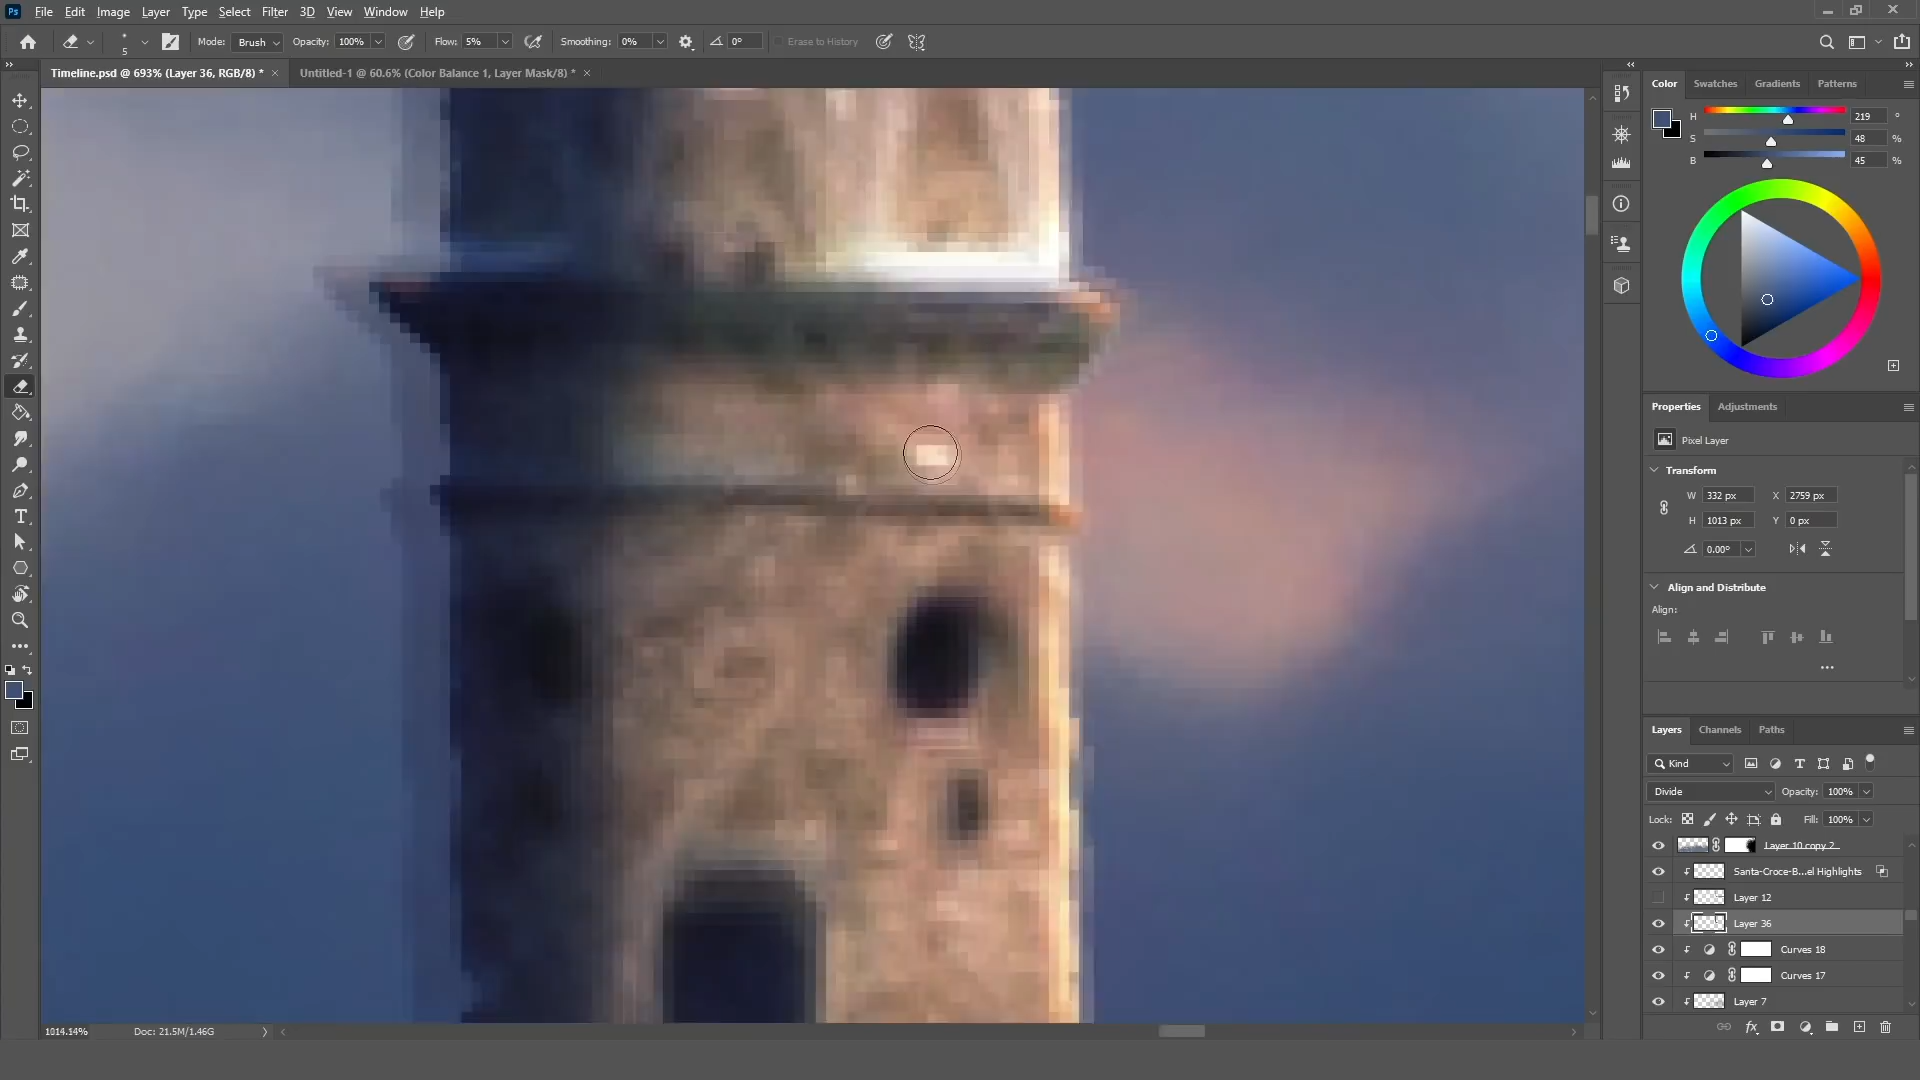 Ps File Edit Image Layer Type Select Filter 3D View Window Help
5 Mode: Brush Opacity: 100% Flow: 5% Smoothing: 0% 0° Erase to History
Timeline.psd @ 693% (Layer 36, RGB/8) * × Untitled-1 @ 60.6% (Color Balance 1, Layer Mask/8) * ×
Color Swatches Gradients Patterns
H 219 °
S 48 %
B 45 %
Properties Adjustments
Pixel Layer
Transform
W 332 px X 2759 px
H 1013 px Y 0 px
0.00°
Align and Distribute
Align:
Layers Channels Paths
Kind
Divide Opacity: 100%
Lock: Fill: 100%
Layer 10 copy 2
Santa-Croce-B...el Highlights
Layer 12
Layer 36
Curves 18
Curves 17
Layer 7
1014.14% Doc: 21.5M/1.46G